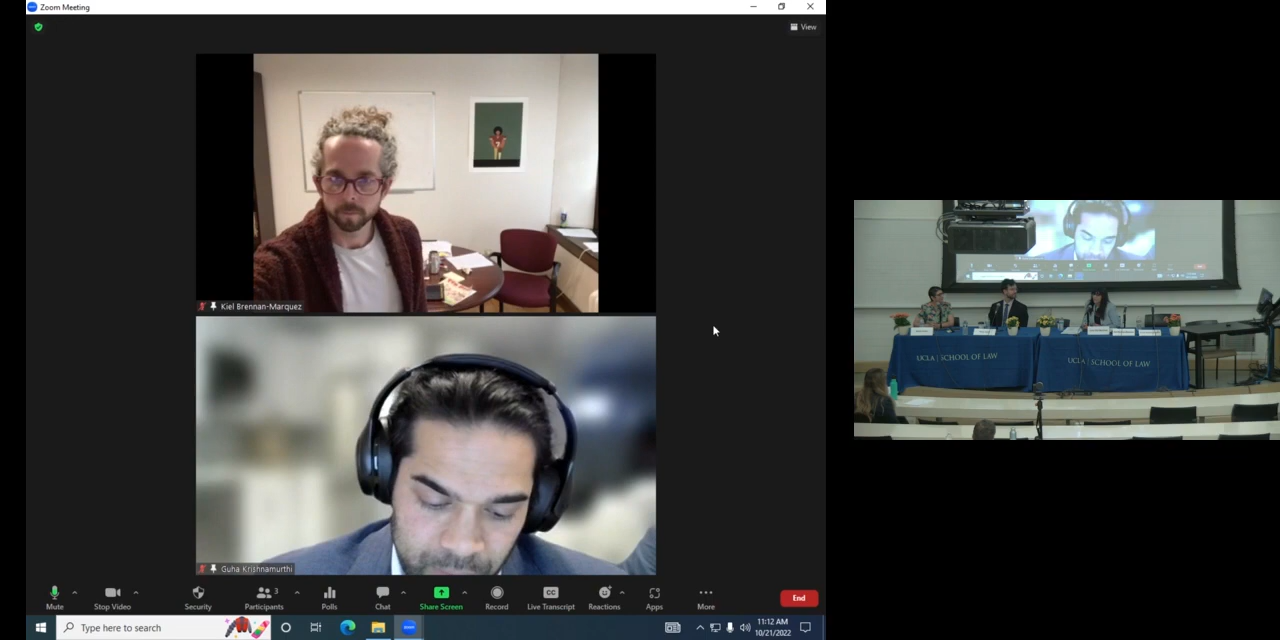 Zoom Meeting
View
Kiel Brennan-Marquez
Guha Krishnamurthi
UCLA | SCHOOL OF LAW
UCLA | SCHOOL OF LAW
3
Mute
Stop Video
Security
Participants
Polls
Chat
Share Screen
Record
CC
Live Transcript
Reactions
Apps
More
End
Type here to search
11:12 AM
10/21/2022